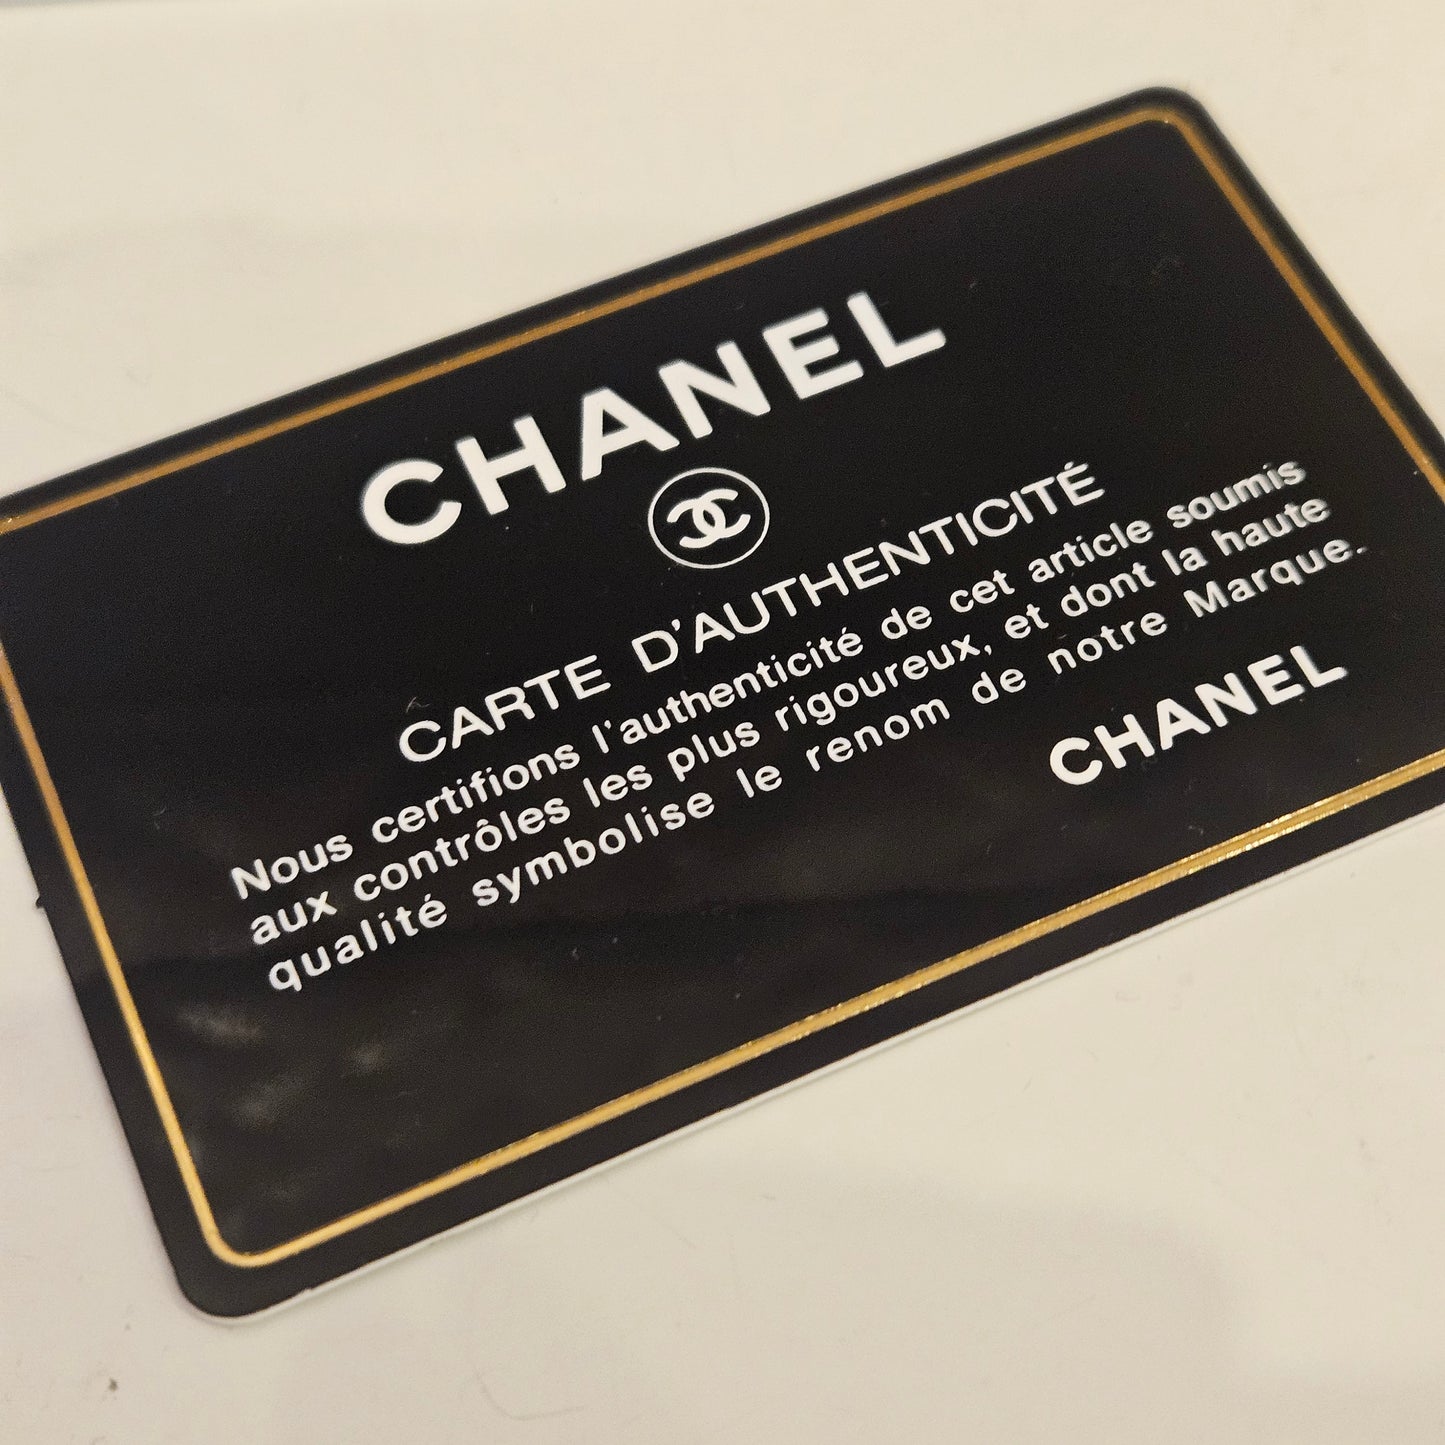 CHANEL
CARTE D'AUTHENTICITÉ
Nous certifions l'authenticité de cet article soumis
aux contrôles les plus rigoureux, et dont la haute
qualité symbolise le renom de notre Marque.
CHANEL